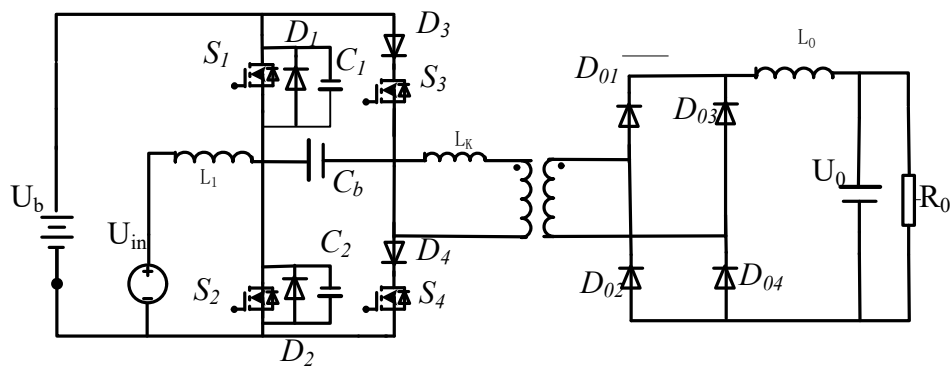 D3
D1
L0
S1
C1
S3
D01
D03
LK
L1
Cb
Ub
Uin
U0
R0
C2
D4
S2
S4
D02
D04
D2